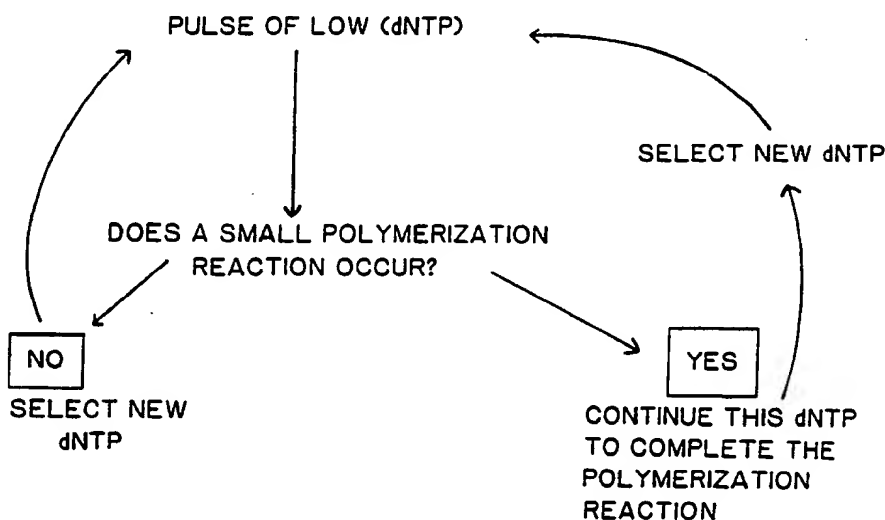 PULSE OF LOW (dNTP)
SELECT NEW dNTP
DOES A SMALL POLYMERIZATION
REACTION OCCUR?
NO
SELECT NEW
dNTP
YES
CONTINUE THIS dNTP
TO COMPLETE THE
POLYMERIZATION
REACTION